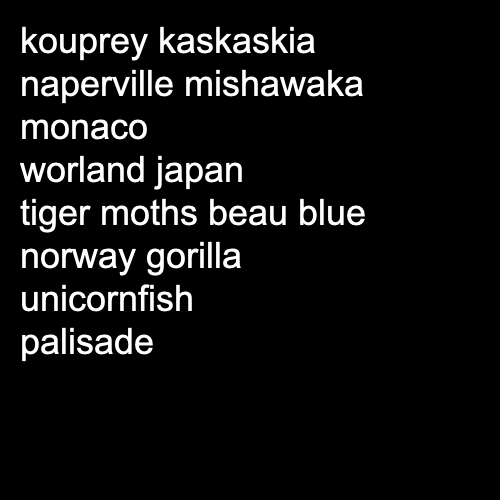 kouprey kaskaskia
naperville mishawaka
monaco
worland japan
tiger moths beau blue
norway gorilla
unicornfish
palisade